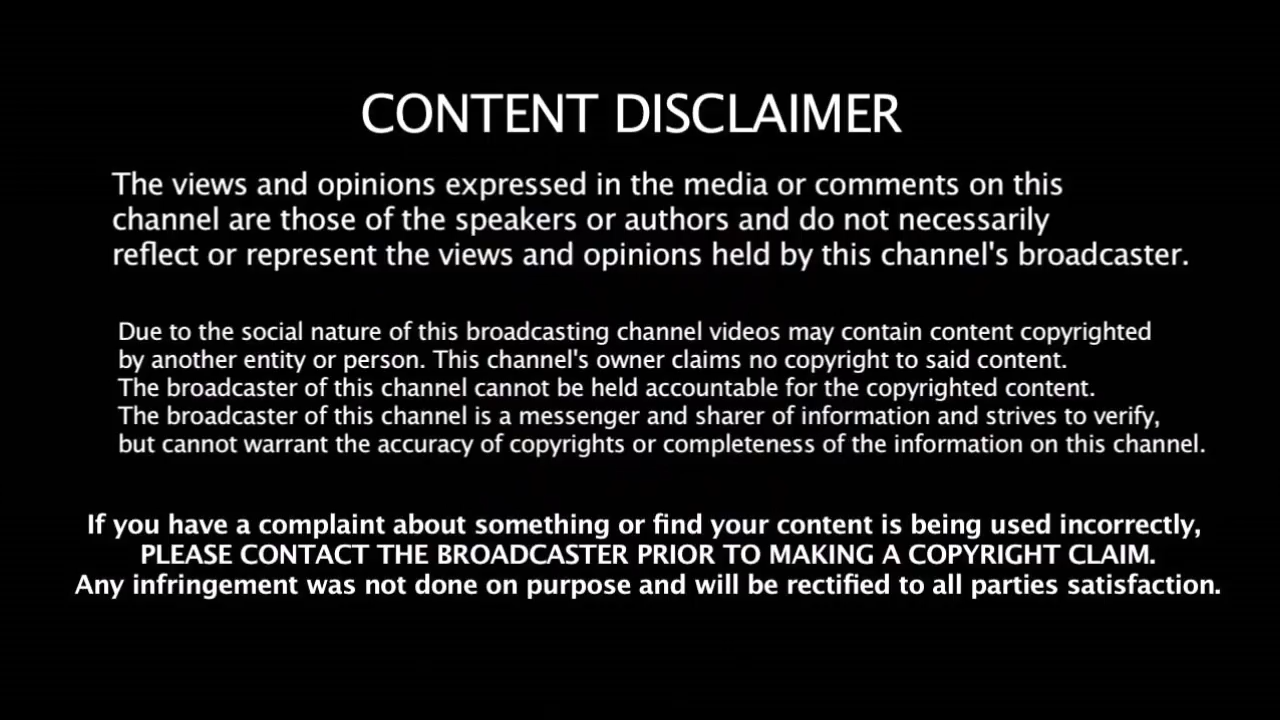 CONTENT DISCLAIMER
The views and opinions expressed in the media or comments on this
channel are those of the speakers or authors and do not necessarily
reflect or represent the views and opinions held by this channel's broadcaster.
Due to the social nature of this broadcasting channel videos may contain content copyrighted
by another entity or person. This channel's owner claims no copyright to said content.
The broadcaster of this channel cannot be held accountable for the copyrighted content.
The broadcaster of this channel is a messenger and sharer of information and strives to verify,
but cannot warrant the accuracy of copyrights or completeness of the information on this channel.
If you have a complaint about something or find your content is being used incorrectly,
PLEASE CONTACT THE BROADCASTER PRIOR TO MAKING A COPYRIGHT CLAIM.
Any infringement was not done on purpose and will be rectified to all parties satisfaction.